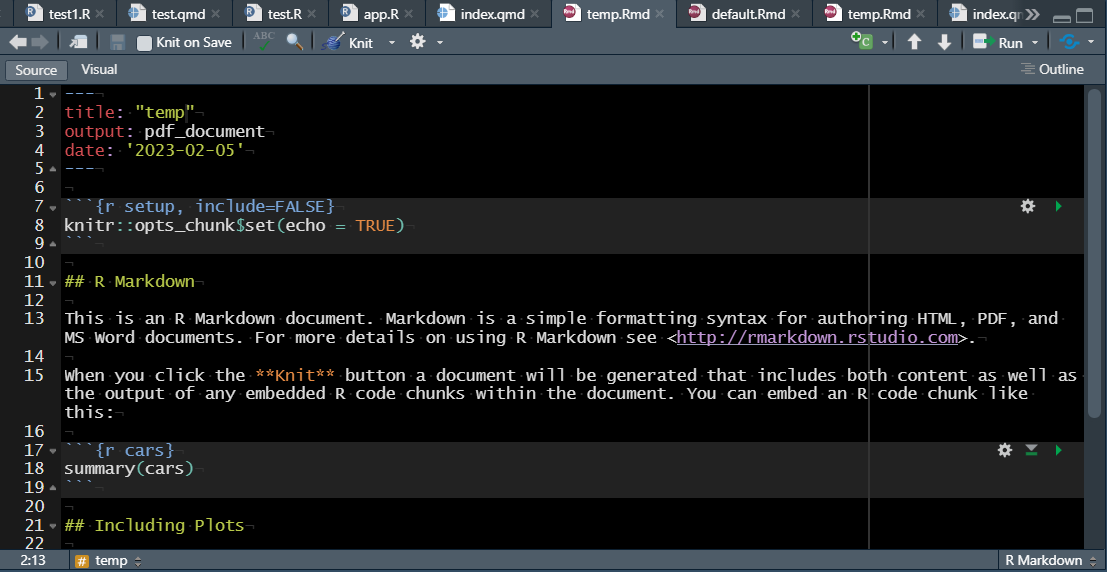 test1.R test.qmd test.R app.R index.qmd temp.Rmd default.Rmd temp.Rmd
Knit on Save ABC Knit Run
Source Visual Outline
1 ---
2 title: "temp"
3 output: pdf_document
4 date: '2023-02-05'
5 ---
6
7 ```{r setup, include=FALSE}
8 knitr::opts_chunk$set(echo = TRUE)
9 ```
10
11 ## R Markdown
12
13 This is an R Markdown document. Markdown is a simple formatting syntax for authoring HTML, PDF, and
MS Word documents. For more details on using R Markdown see <http://rmarkdown.rstudio.com>.
14
15 When you click the **Knit** button a document will be generated that includes both content as well as
the output of any embedded R code chunks within the document. You can embed an R code chunk like
this:
16
17 ```{r cars}
18 summary(cars)
19 ```
20
21 ## Including Plots
22
2:13 # temp R Markdown